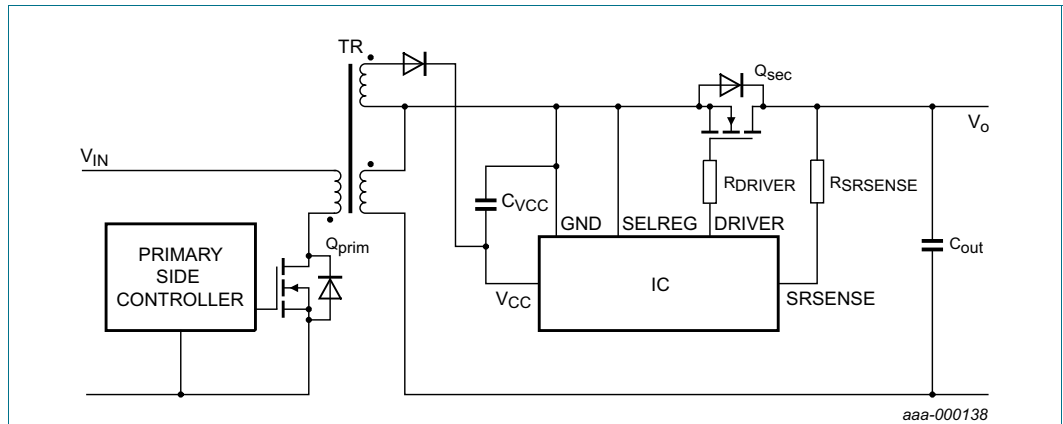 TR
Qsec
Vo
VIN
RDRIVER
RSRSENSE
CVCC
GND SELREG DRIVER
Qprim
Cout
PRIMARY
SIDE
CONTROLLER
IC
VCC
SRSENSE
aaa-000138